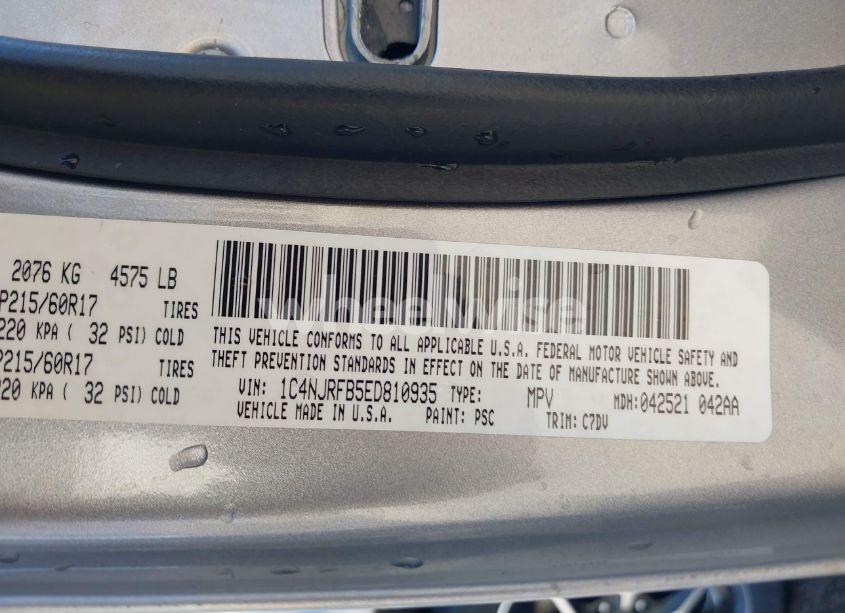 2076 KG 4575 LB
P215/60R17 TIRES
220 KPA ( 32 PSI) COLD
P215/60R17 TIRES
220 KPA ( 32 PSI) COLD
wheelwise
THIS VEHICLE CONFORMS TO ALL APPLICABLE U.S.A. FEDERAL MOTOR VEHICLE SAFETY AND
THEFT PREVENTION STANDARDS IN EFFECT ON THE DATE OF MANUFACTURE SHOWN ABOVE.
VIN: 1C4NJRFB5ED810935 TYPE: MPV MDH: 042521 042AA
VEHICLE MADE IN U.S.A. PAINT: PSC TRIM: C7DV